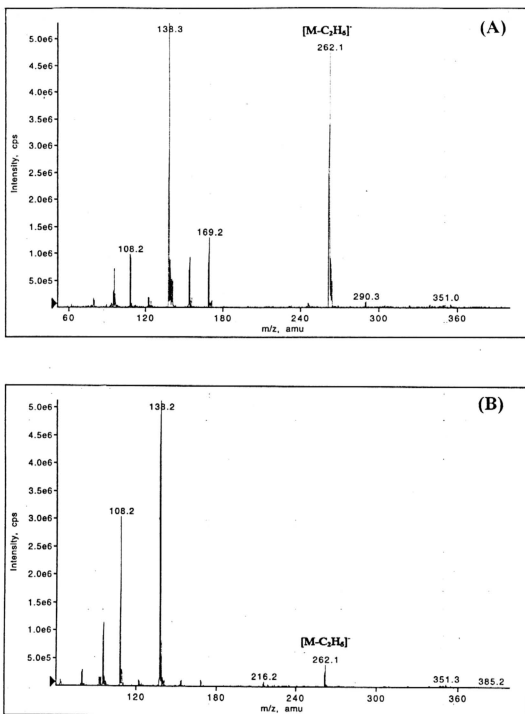 (A)
[M-C₂H₅]⁻
138.3
262.1
5.0e6
4.5e6
4.0e6
3.5e6
3.0e6
2.5e6
2.0e6
1.5e6
1.0e6
5.0e5
Intensity, cps
169.2
108.2
290.3
351.0
60 120 180 240 300 360
m/z, amu
(B)
138.2
5.0e6
4.5e6
4.0e6
3.5e6
3.0e6
2.5e6
2.0e6
1.5e6
1.0e6
5.0e5
Intensity, cps
108.2
[M-C₂H₅]⁻
262.1
216.2
351.3 385.2
120 180 240 300 360
m/z, amu